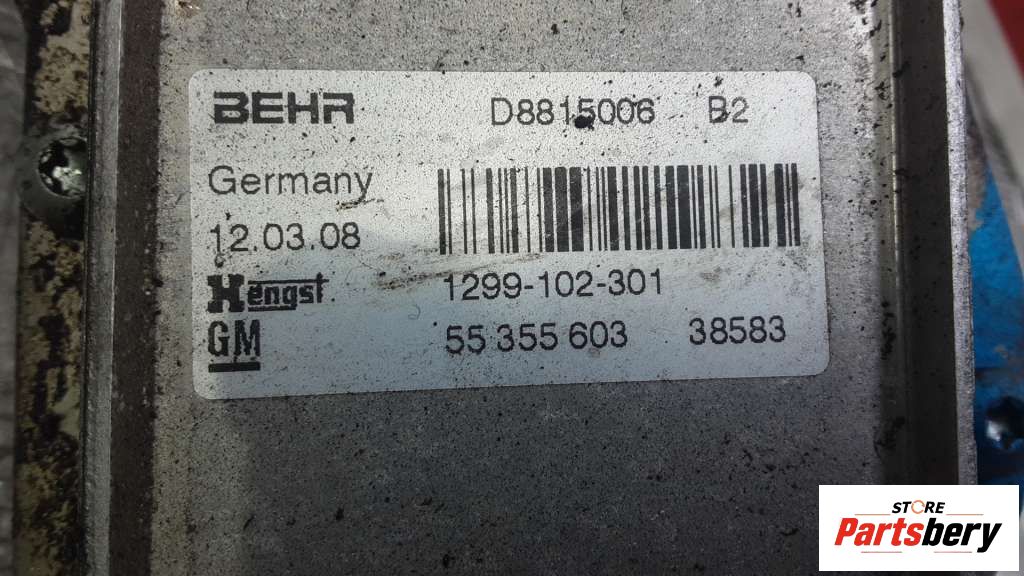 BEHR D8815006 B2
Germany
12.03.08
Hengst 1299-102-301
GM 55 355 603 38583
STORE
Partsbery